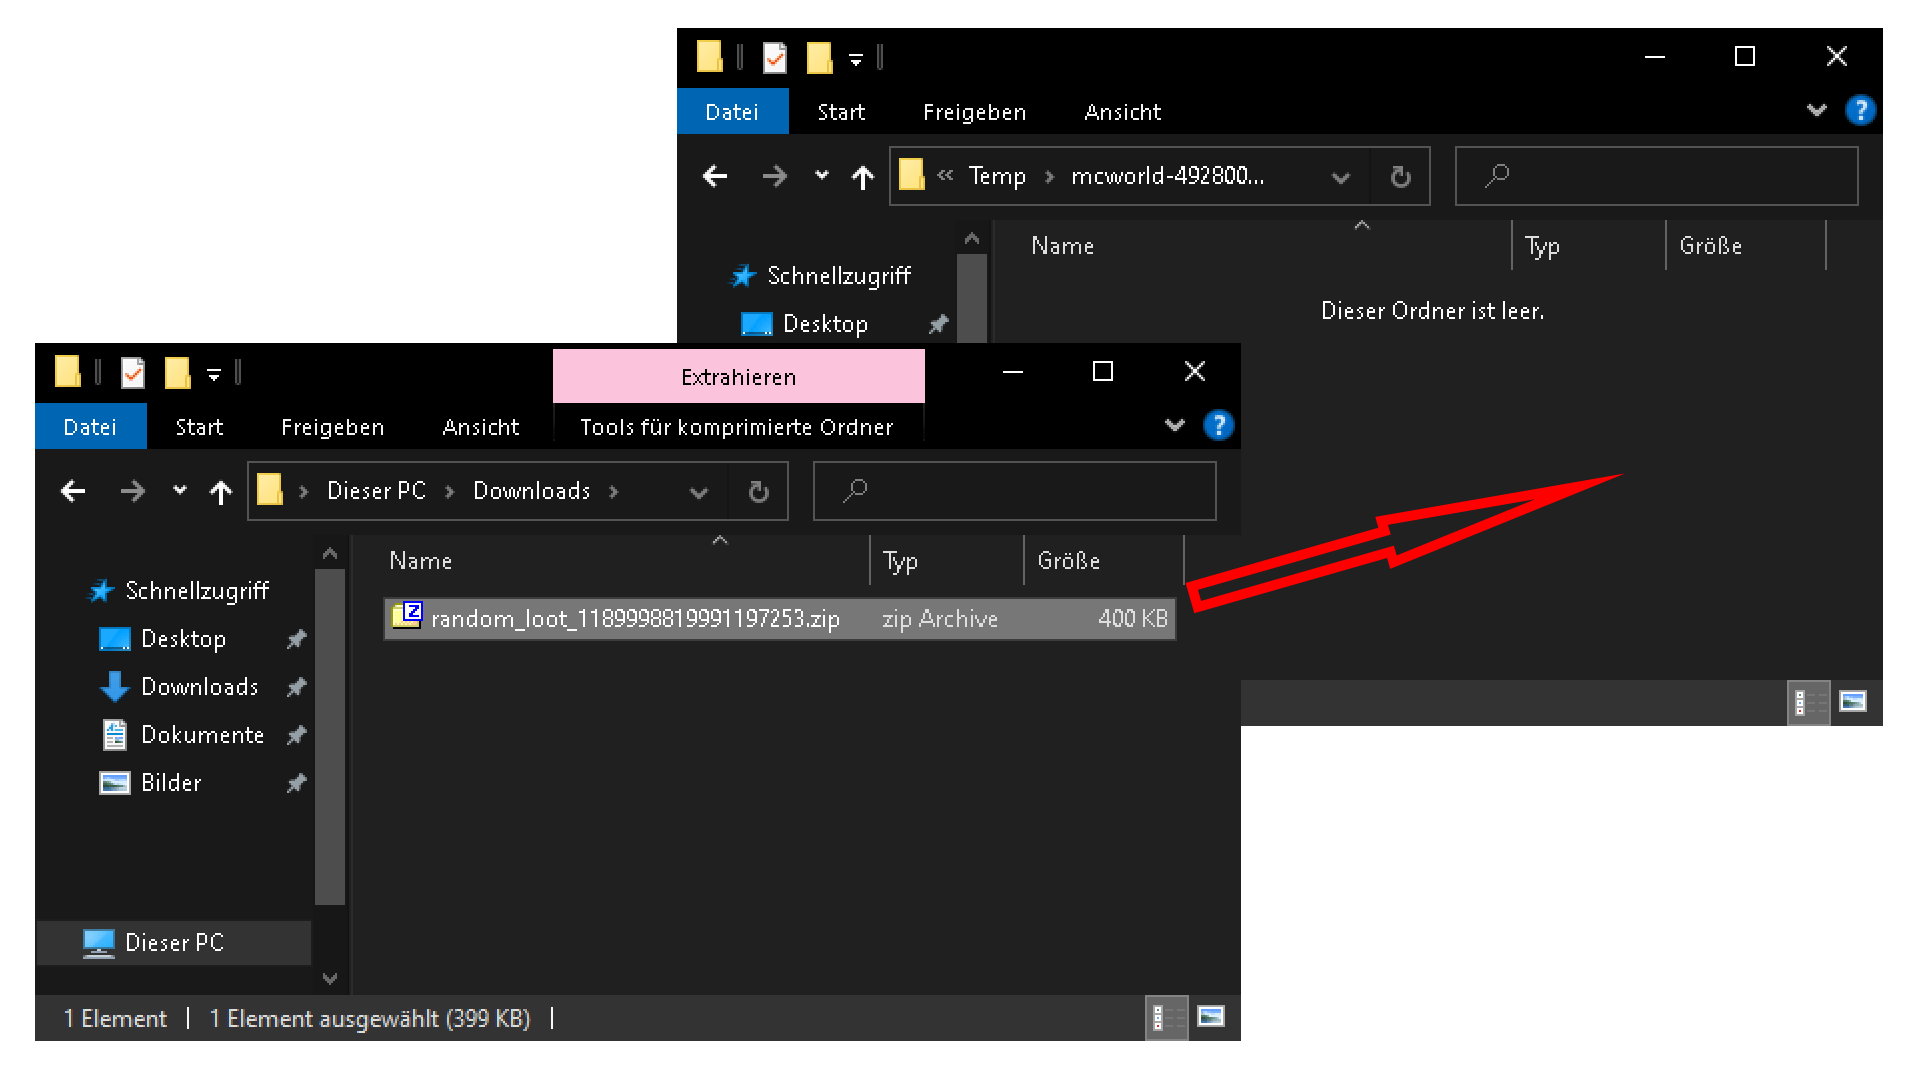 Datei Start Freigeben Ansicht
?
« Temp › mcworld-492800...
Name Typ Größe
Schnellzugriff
Dieser Ordner ist leer.
Desktop
Extrahieren
Datei Start Freigeben Ansicht Tools für komprimierte Ordner
?
› Dieser PC › Downloads ›
Name Typ Größe
Schnellzugriff
random_loot_1189998819991197253.zip zip Archive 400 KB
Desktop
Downloads
Dokumente
Bilder
Dieser PC
1 Element 1 Element ausgewählt (399 KB)